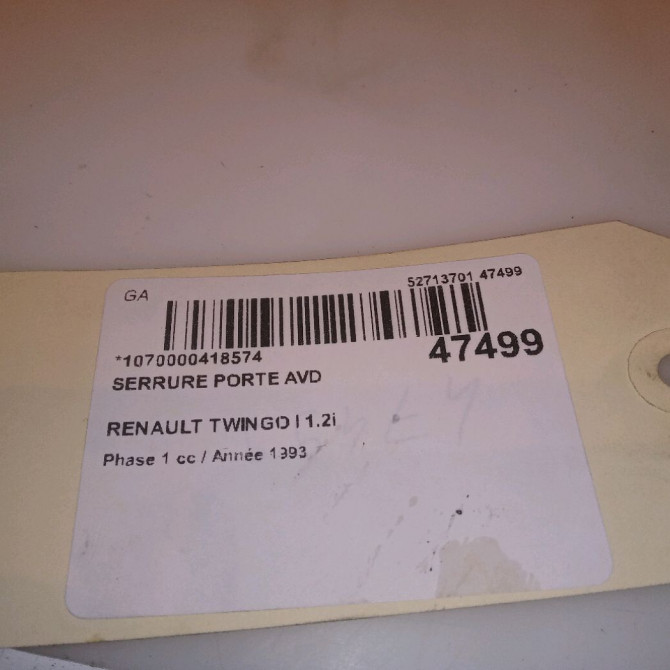 GA
52713701 47499
*1070000418574
47499
SERRURE PORTE AVD
RENAULT TWINGO I 1.2i
Phase 1 cc / Année 1993